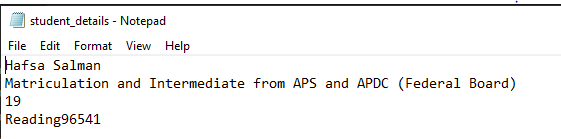 student_details - Notepad
File Edit Format View Help
Hafsa Salman
Matriculation and Intermediate from APS and APDC (Federal Board)
19
Reading96541